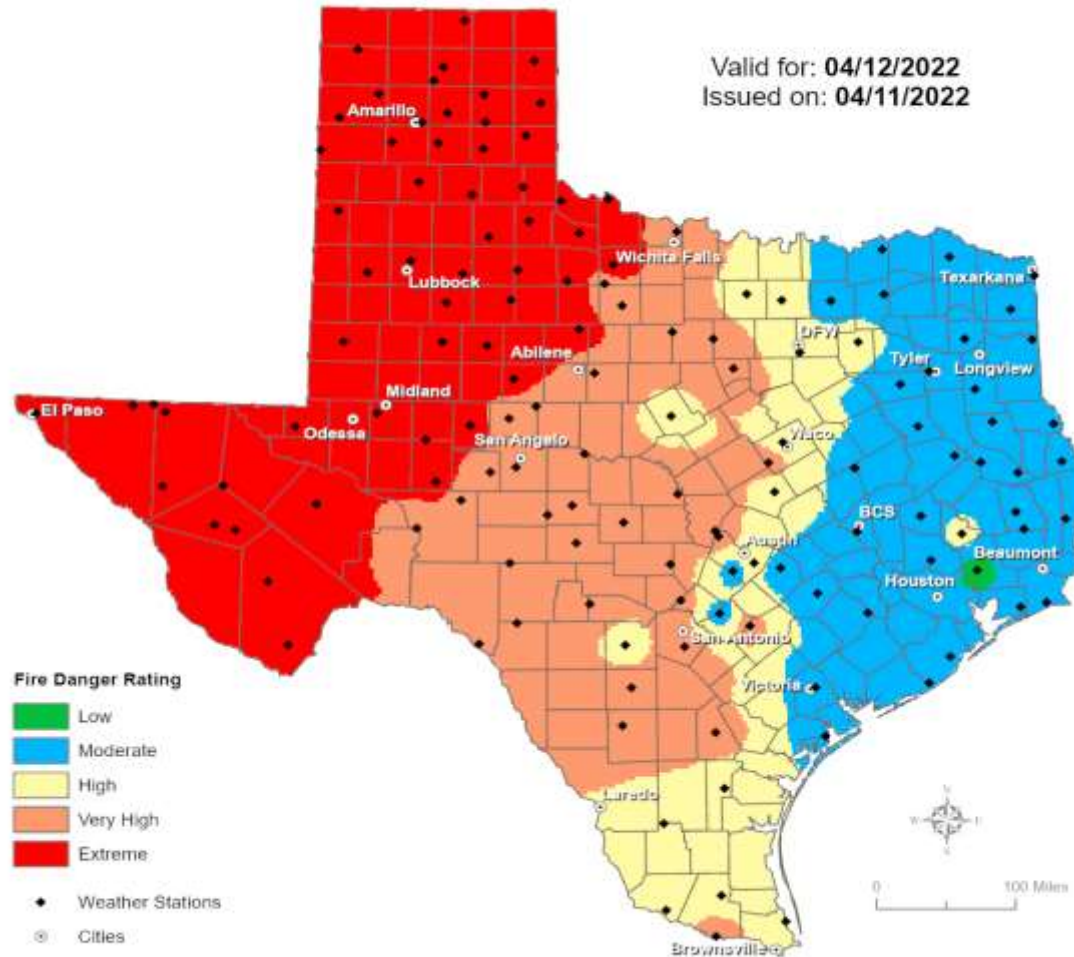 Valid for: 04/12/2022
Issued on: 04/11/2022
Amarillo
Wichita Falls
Texarkana
Lubbock
DFW
Abilene
Tyler
Longview
Midland
El Paso
Odessa
Waco
San Angelo
BCS
Austin
Beaumont
Houston
San Antonio
Victoria
Laredo
Brownsville
Fire Danger Rating
Low
Moderate
High
Very High
Extreme
Weather Stations
Cities
N
W
E
S
0 100 Miles